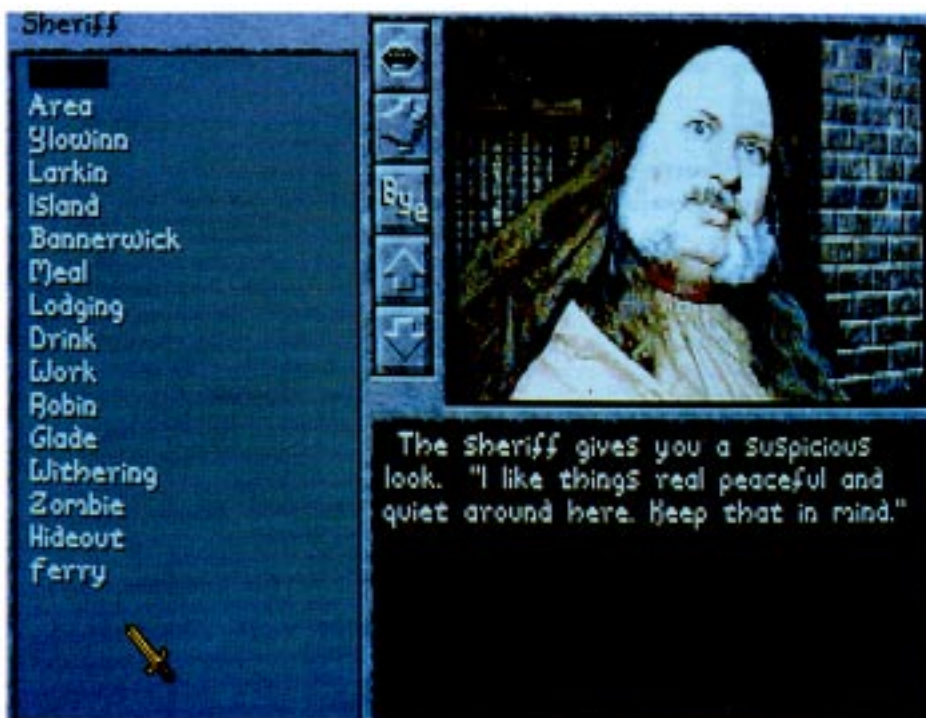 Sheriff
Area
Ylowinn
Larkin
Island
Bannerwick
Meal
Lodging
Drink
Work
Robin
Glade
Withering
Zombie
Hideout
Ferry
Bye
The Sheriff gives you a suspicious
look. "I like things real peaceful and
quiet around here. Keep that in mind."